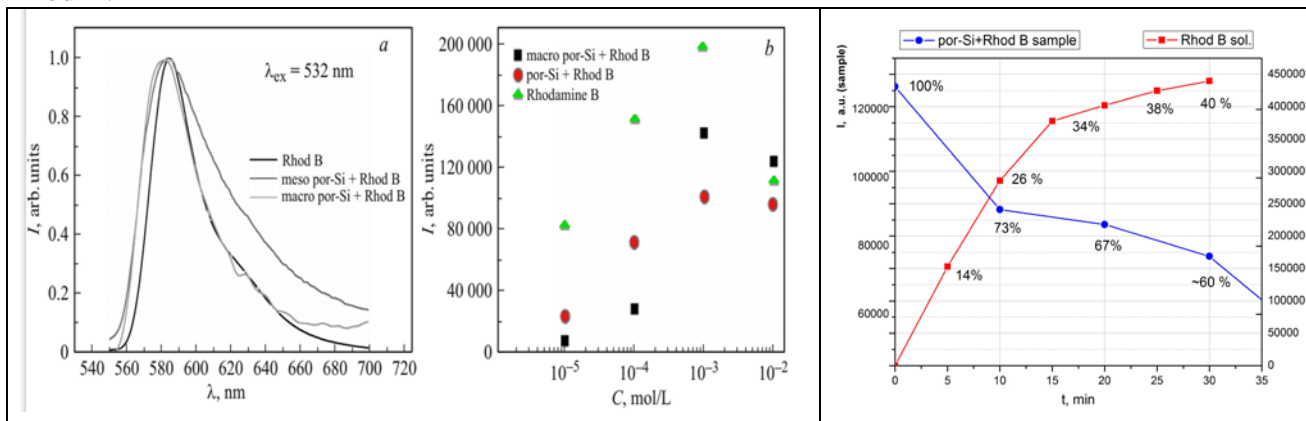 a
λex = 532 nm
Rhod B
meso por-Si + Rhod B
macro por-Si + Rhod B
I, arb. units
1.0
0.8
0.6
0.4
0.2
0
540 560 580 600 620 640 660 680 700 720
λ, nm
b
macro por-Si + Rhod B
por-Si + Rhod B
Rhodamine B
I, arb. units
200 000
160 000
120 000
80 000
40 000
0
10⁻⁵ 10⁻⁴ 10⁻³ 10⁻²
C, mol/L
por-Si+Rhod B sample
Rhod B sol.
I, a.u. (sample)
120000
100000
80000
60000
100%
73%
67%
~60 %
14%
26 %
34%
38%
40 %
450000
400000
350000
300000
250000
200000
150000
100000
50000
0
0 5 10 15 20 25 30 35
t, min